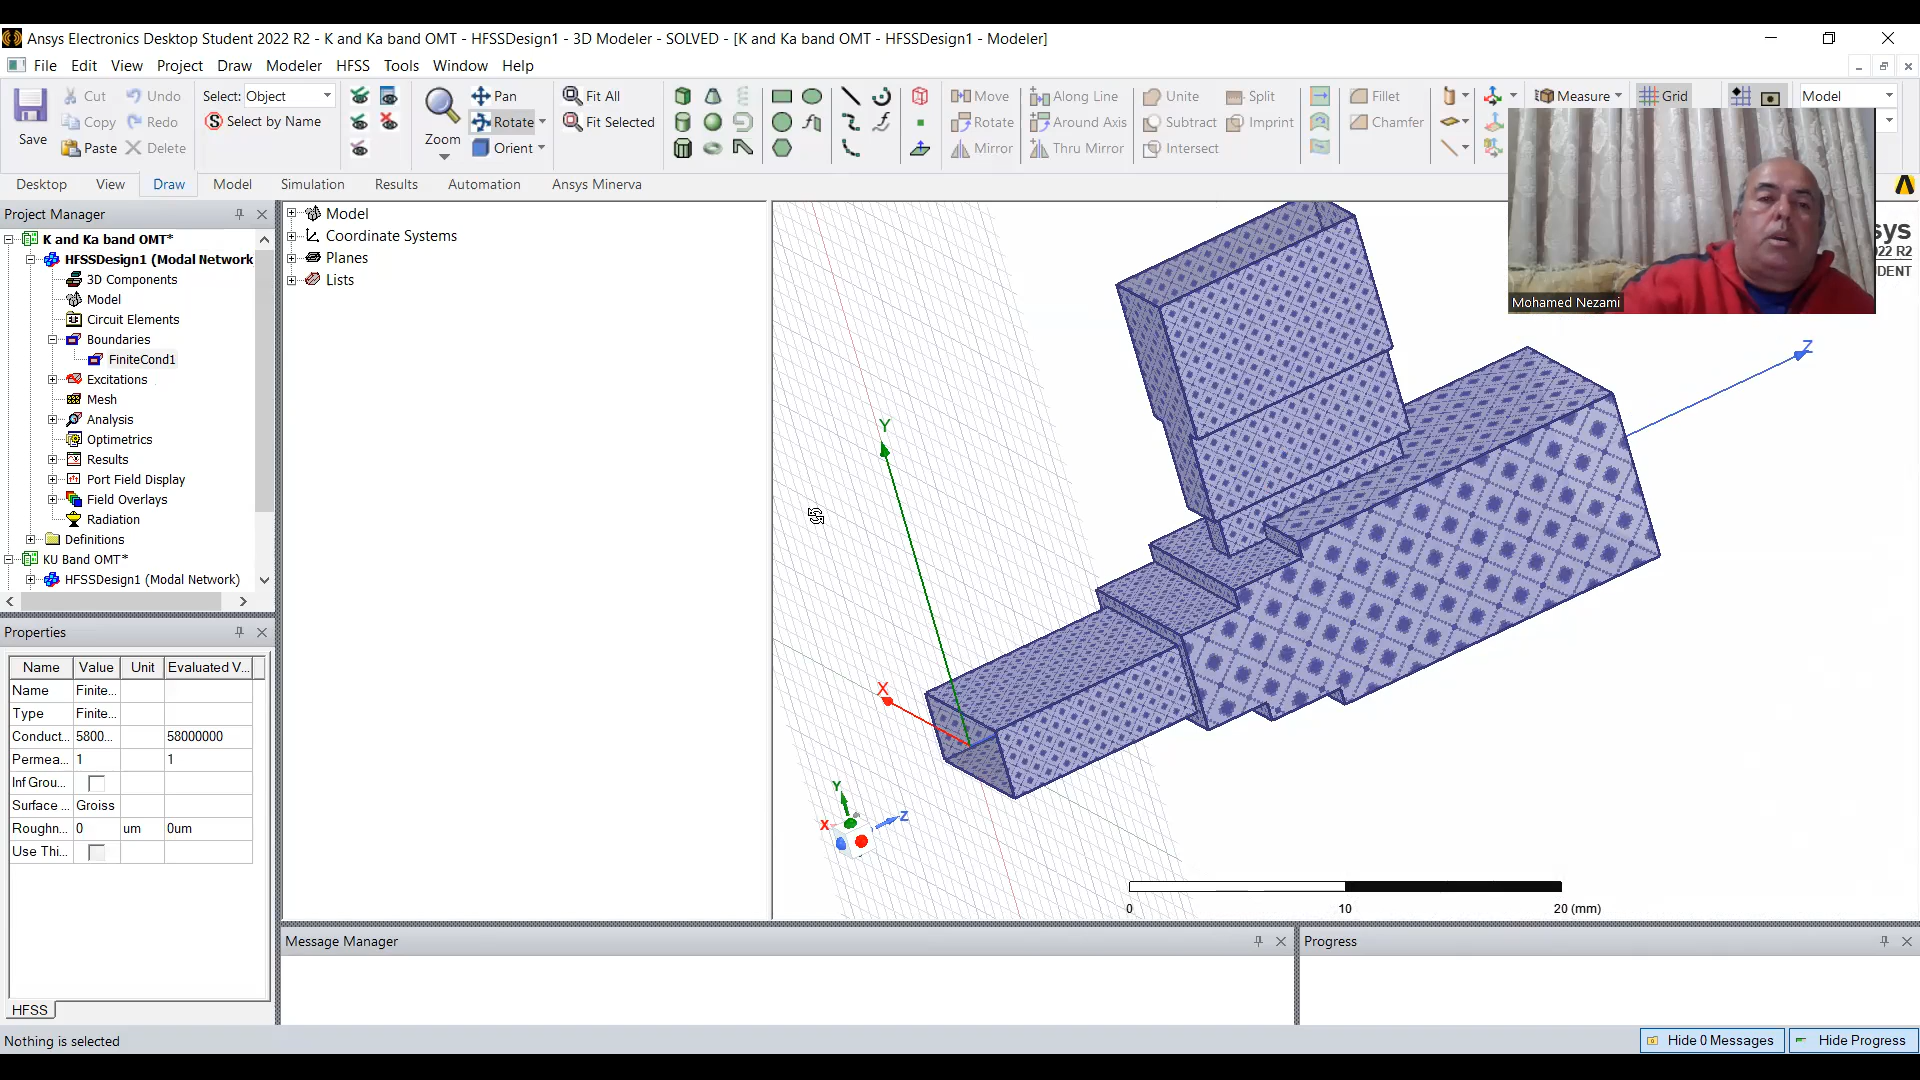 Ansys Electronics Desktop Student 2022 R2 - K and Ka band OMT - HFSSDesign1 - 3D Modeler - SOLVED - [K and Ka band OMT - HFSSDesign1 - Modeler]
File Edit View Project Draw Modeler HFSS Tools Window Help
Save
Cut
Copy
Paste
Undo
Redo
Delete
Select: Object
Select by Name
Zoom
Pan
Rotate
Orient
Fit All
Fit Selected
Move
Rotate
Mirror
Along Line
Around Axis
Thru Mirror
Unite
Subtract
Intersect
Split
Imprint
Fillet
Chamfer
Measure
Grid
Model
Desktop View Draw Model Simulation Results Automation Ansys Minerva
Project Manager
K and Ka band OMT*
HFSSDesign1 (Modal Network
3D Components
Model
Circuit Elements
Boundaries
FiniteCond1
Excitations
Mesh
Analysis
Optimetrics
Results
Port Field Display
Field Overlays
Radiation
Definitions
KU Band OMT*
HFSSDesign1 (Modal Network)
Properties
Name Value Unit Evaluated V...
Name Finite...
Type Finite...
Conduct... 5800... 58000000
Permea... 1 1
Inf Grou...
Surface ... Groiss
Roughn... 0 um 0um
Use Thi...
HFSS
Model
Coordinate Systems
Planes
Lists
Y
X
Z
Y
X
Z
0 10 20 (mm)
sys
2022 R2
DENT
Mohamed Nezami
Message Manager
Progress
Nothing is selected
Hide 0 Messages
Hide Progress